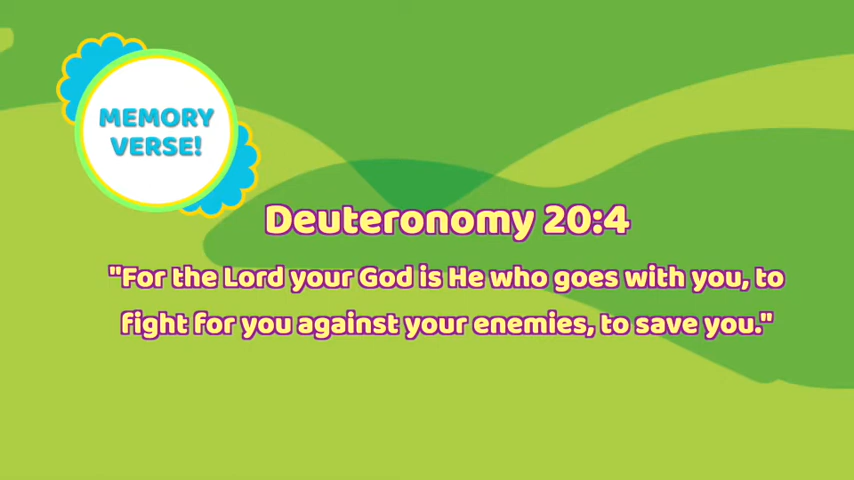 MEMORY
VERSE!
Deuteronomy 20:4
"For the Lord your God is He who goes with you, to
fight for you against your enemies, to save you."